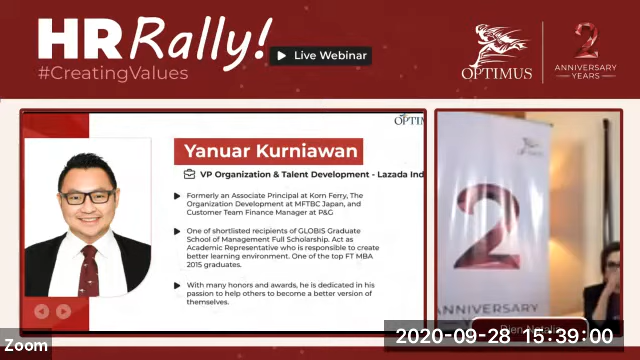 HR Rally!
#CreatingValues
Live Webinar
OPTIMUS
2
ANNIVERSARY
YEARS
OPTIM
Yanuar Kurniawan
VP Organization & Talent Development - Lazada Ind
Formerly an Associate Principal at Korn Ferry, The
Organization Development at MFTBC Japan, and
Customer Team Finance Manager at P&G
One of shortlisted recipients of GLOBIS Graduate
School of Management Full Scholarship. Act as
Academic Representative who is responsible to create
better learning environment. One of the top FT MBA
2015 graduates.
With many honors and awards, he is dedicated in his
passion to help others to become a better version of
themselves.
2
ANNIVERSARY
Zoom
2020-09-28 15:39:00